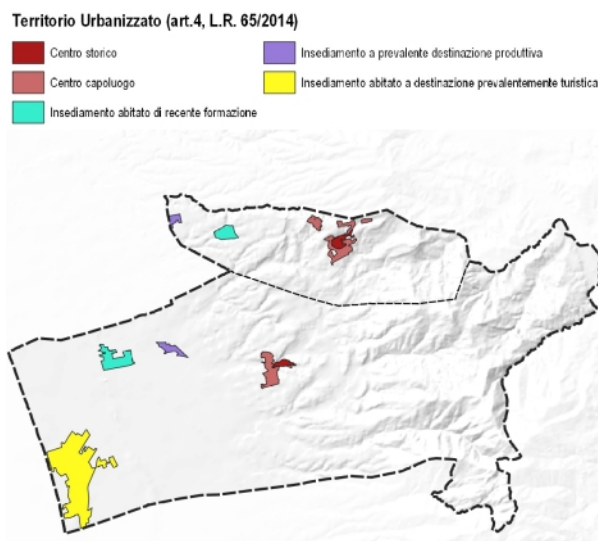 Territorio Urbanizzato (art.4, L.R. 65/2014)
Centro storico
Insediamento a prevalente destinazione produttiva
Centro capoluogo
Insediamento abitato a destinazione prevalentemente turistica
Insediamento abitato di recente formazione